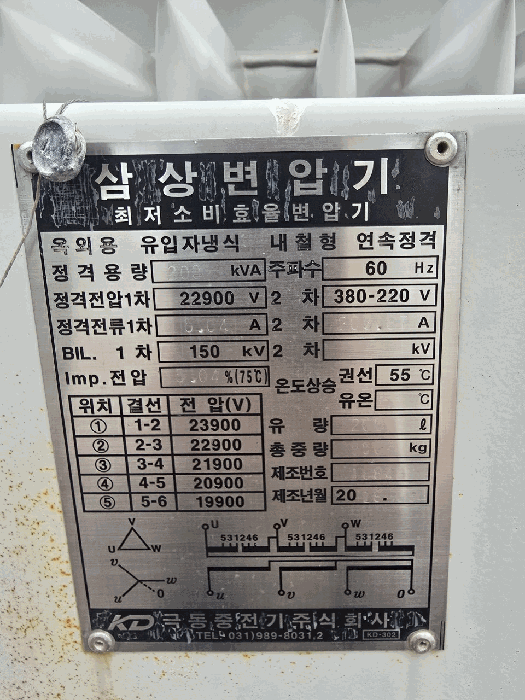 삼상변압기
최저소비효율변압기
옥외용 유입자냉식 내철형 연속정격
정격용량 kVA 주파수 60 Hz
정격전압1차 22900 V 2 차 380-220 V
정격전류1차 A 2 차 A
BIL. 1 차 150 kV 2 차 kV
Imp.전압 %(75℃) 온도상승 권선 55 ℃
유온 ℃
위치 결선 전 압(V) 유 량 ℓ
① 1-2 23900
② 2-3 22900 총중량 kg
③ 3-4 21900 제조번호
④ 4-5 20900 제조년월 20 .
⑤ 5-6 19900
V U W
U V W
531246 531246 531246
v w u 0
u v w 0
KD 극동중전기주식회사
TEL. 031)989-8031.2 KD-302